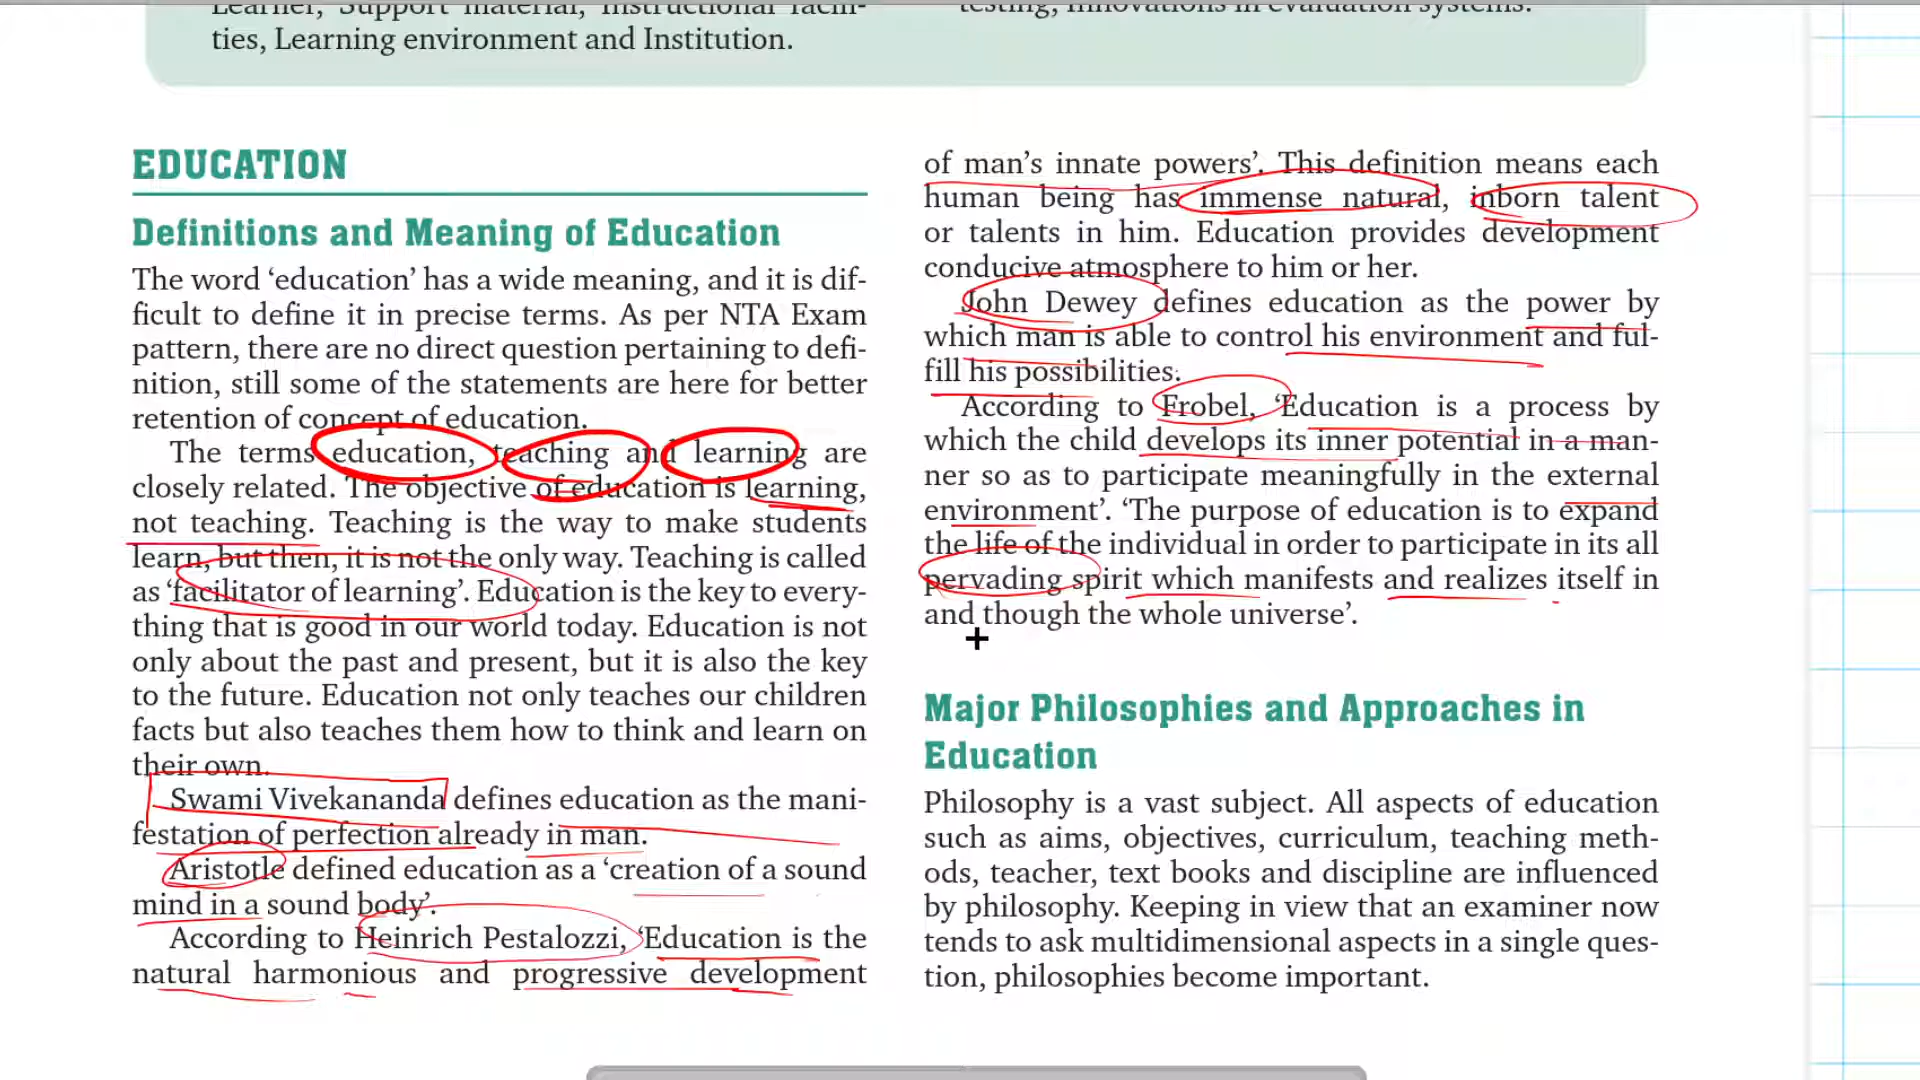 Learner, Support material, Instructional facili-
ties, Learning environment and Institution.
testing, Innovations in evaluation systems.
EDUCATION
Definitions and Meaning of Education
The word ‘education’ has a wide meaning, and it is dif-
ficult to define it in precise terms. As per NTA Exam
pattern, there are no direct question pertaining to defi-
nition, still some of the statements are here for better
retention of concept of education.
The terms education, teaching and learning are
closely related. The objective of education is learning,
not teaching. Teaching is the way to make students
learn, but then, it is not the only way. Teaching is called
as ‘facilitator of learning’. Education is the key to every-
thing that is good in our world today. Education is not
only about the past and present, but it is also the key
to the future. Education not only teaches our children
facts but also teaches them how to think and learn on
their own.
Swami Vivekananda defines education as the mani-
festation of perfection already in man.
Aristotle defined education as a ‘creation of a sound
mind in a sound body’.
According to Heinrich Pestalozzi, ‘Education is the
natural harmonious and progressive development
of man’s innate powers’. This definition means each
human being has immense natural, inborn talent
or talents in him. Education provides development
conducive atmosphere to him or her.
John Dewey defines education as the power by
which man is able to control his environment and ful-
fill his possibilities.
According to Frobel, ‘Education is a process by
which the child develops its inner potential in a man-
ner so as to participate meaningfully in the external
environment’. ‘The purpose of education is to expand
the life of the individual in order to participate in its all
pervading spirit which manifests and realizes itself in
and though the whole universe’.
Major Philosophies and Approaches in
Education
Philosophy is a vast subject. All aspects of education
such as aims, objectives, curriculum, teaching meth-
ods, teacher, text books and discipline are influenced
by philosophy. Keeping in view that an examiner now
tends to ask multidimensional aspects in a single ques-
tion, philosophies become important.